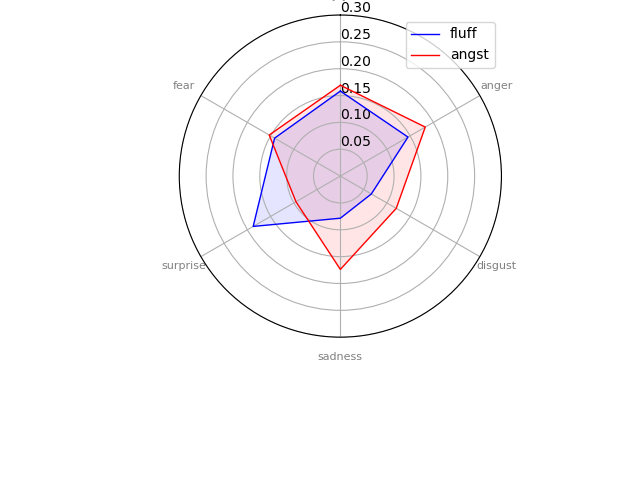 0.30
fluff
angst
0.25
0.20
0.15
0.10
0.05
fear
anger
surprise
disgust
sadness